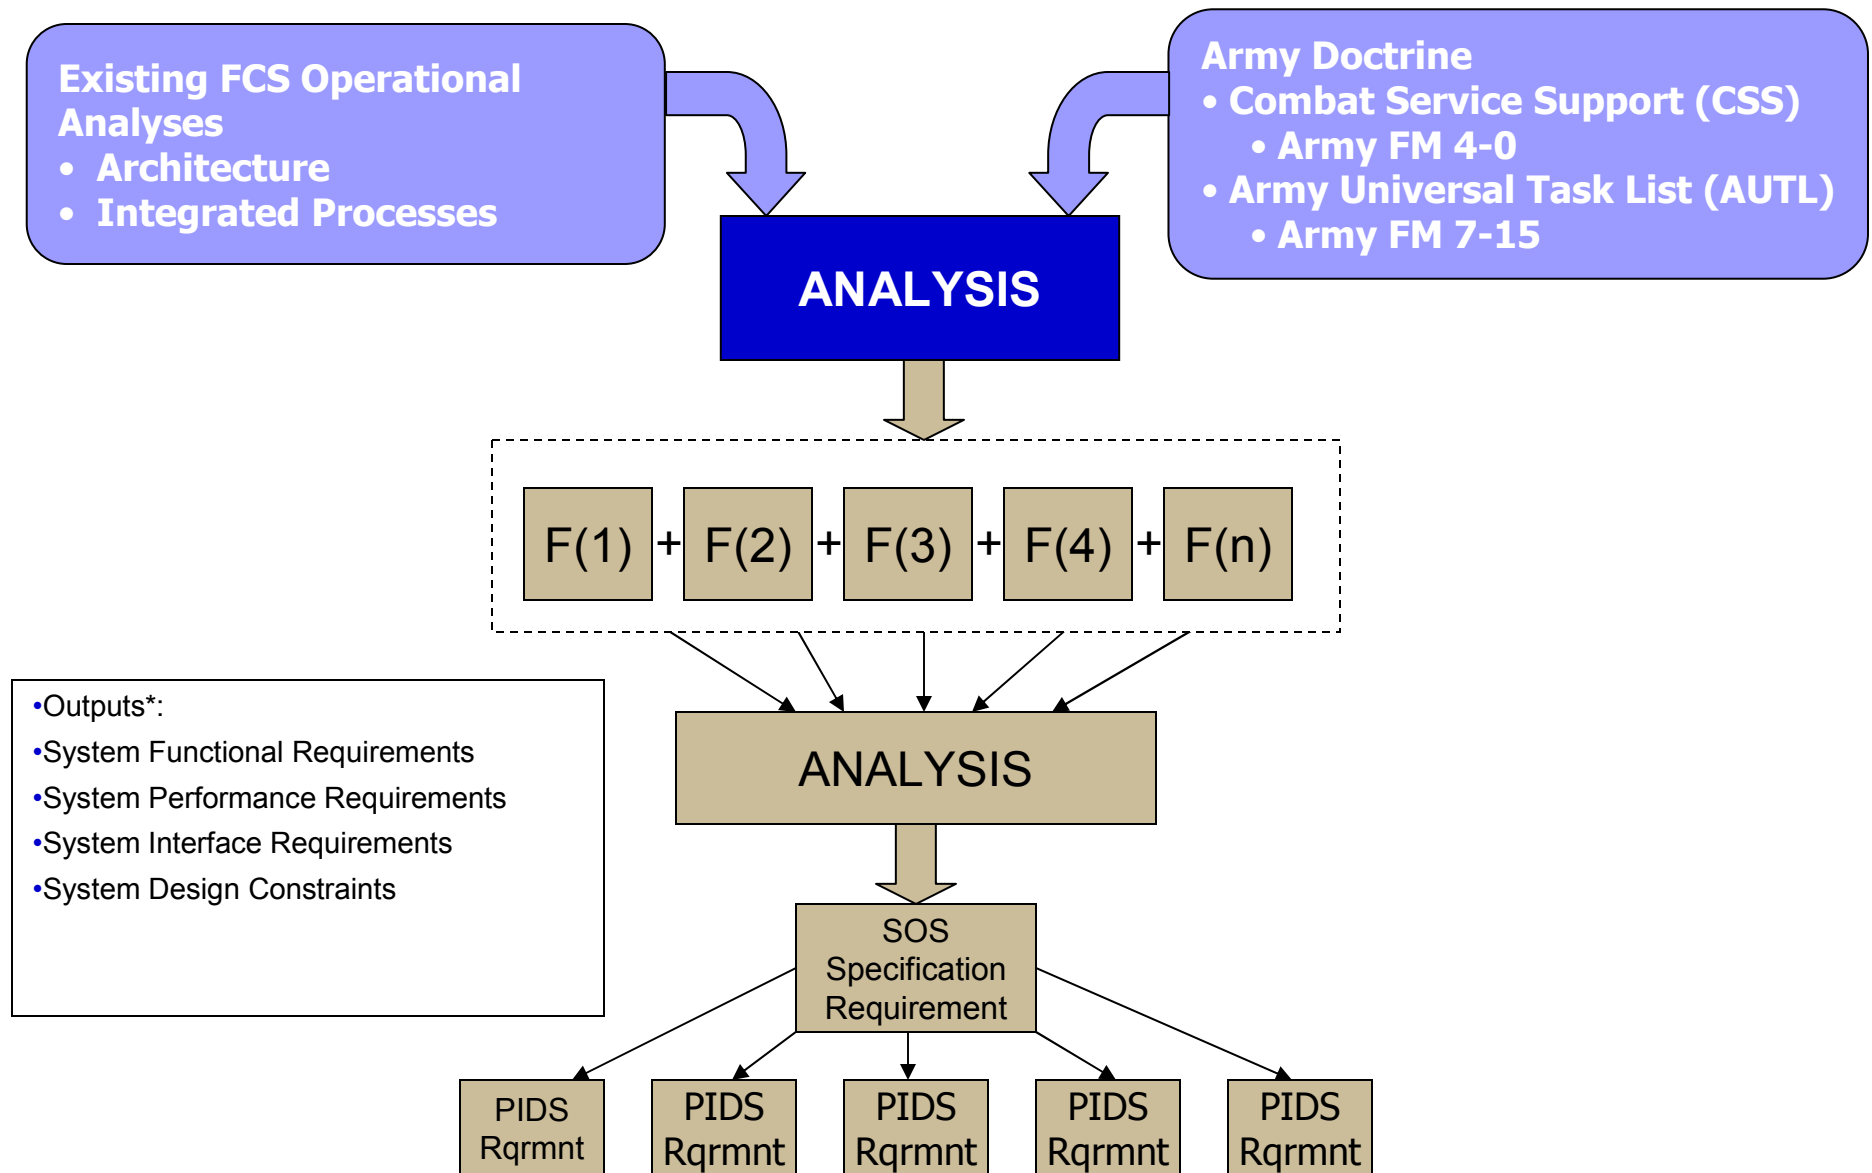 Existing FCS Operational
Analyses
• Architecture
• Integrated Processes
Army Doctrine
• Combat Service Support (CSS)
• Army FM 4-0
• Army Universal Task List (AUTL)
• Army FM 7-15
ANALYSIS
F(1) + F(2) + F(3) + F(4) + F(n)
•Outputs*:
•System Functional Requirements
•System Performance Requirements
•System Interface Requirements
•System Design Constraints
ANALYSIS
SOS
Specification
Requirement
PIDS
Rqrmnt
PIDS
Rqrmnt
PIDS
Rqrmnt
PIDS
Rqrmnt
PIDS
Rqrmnt